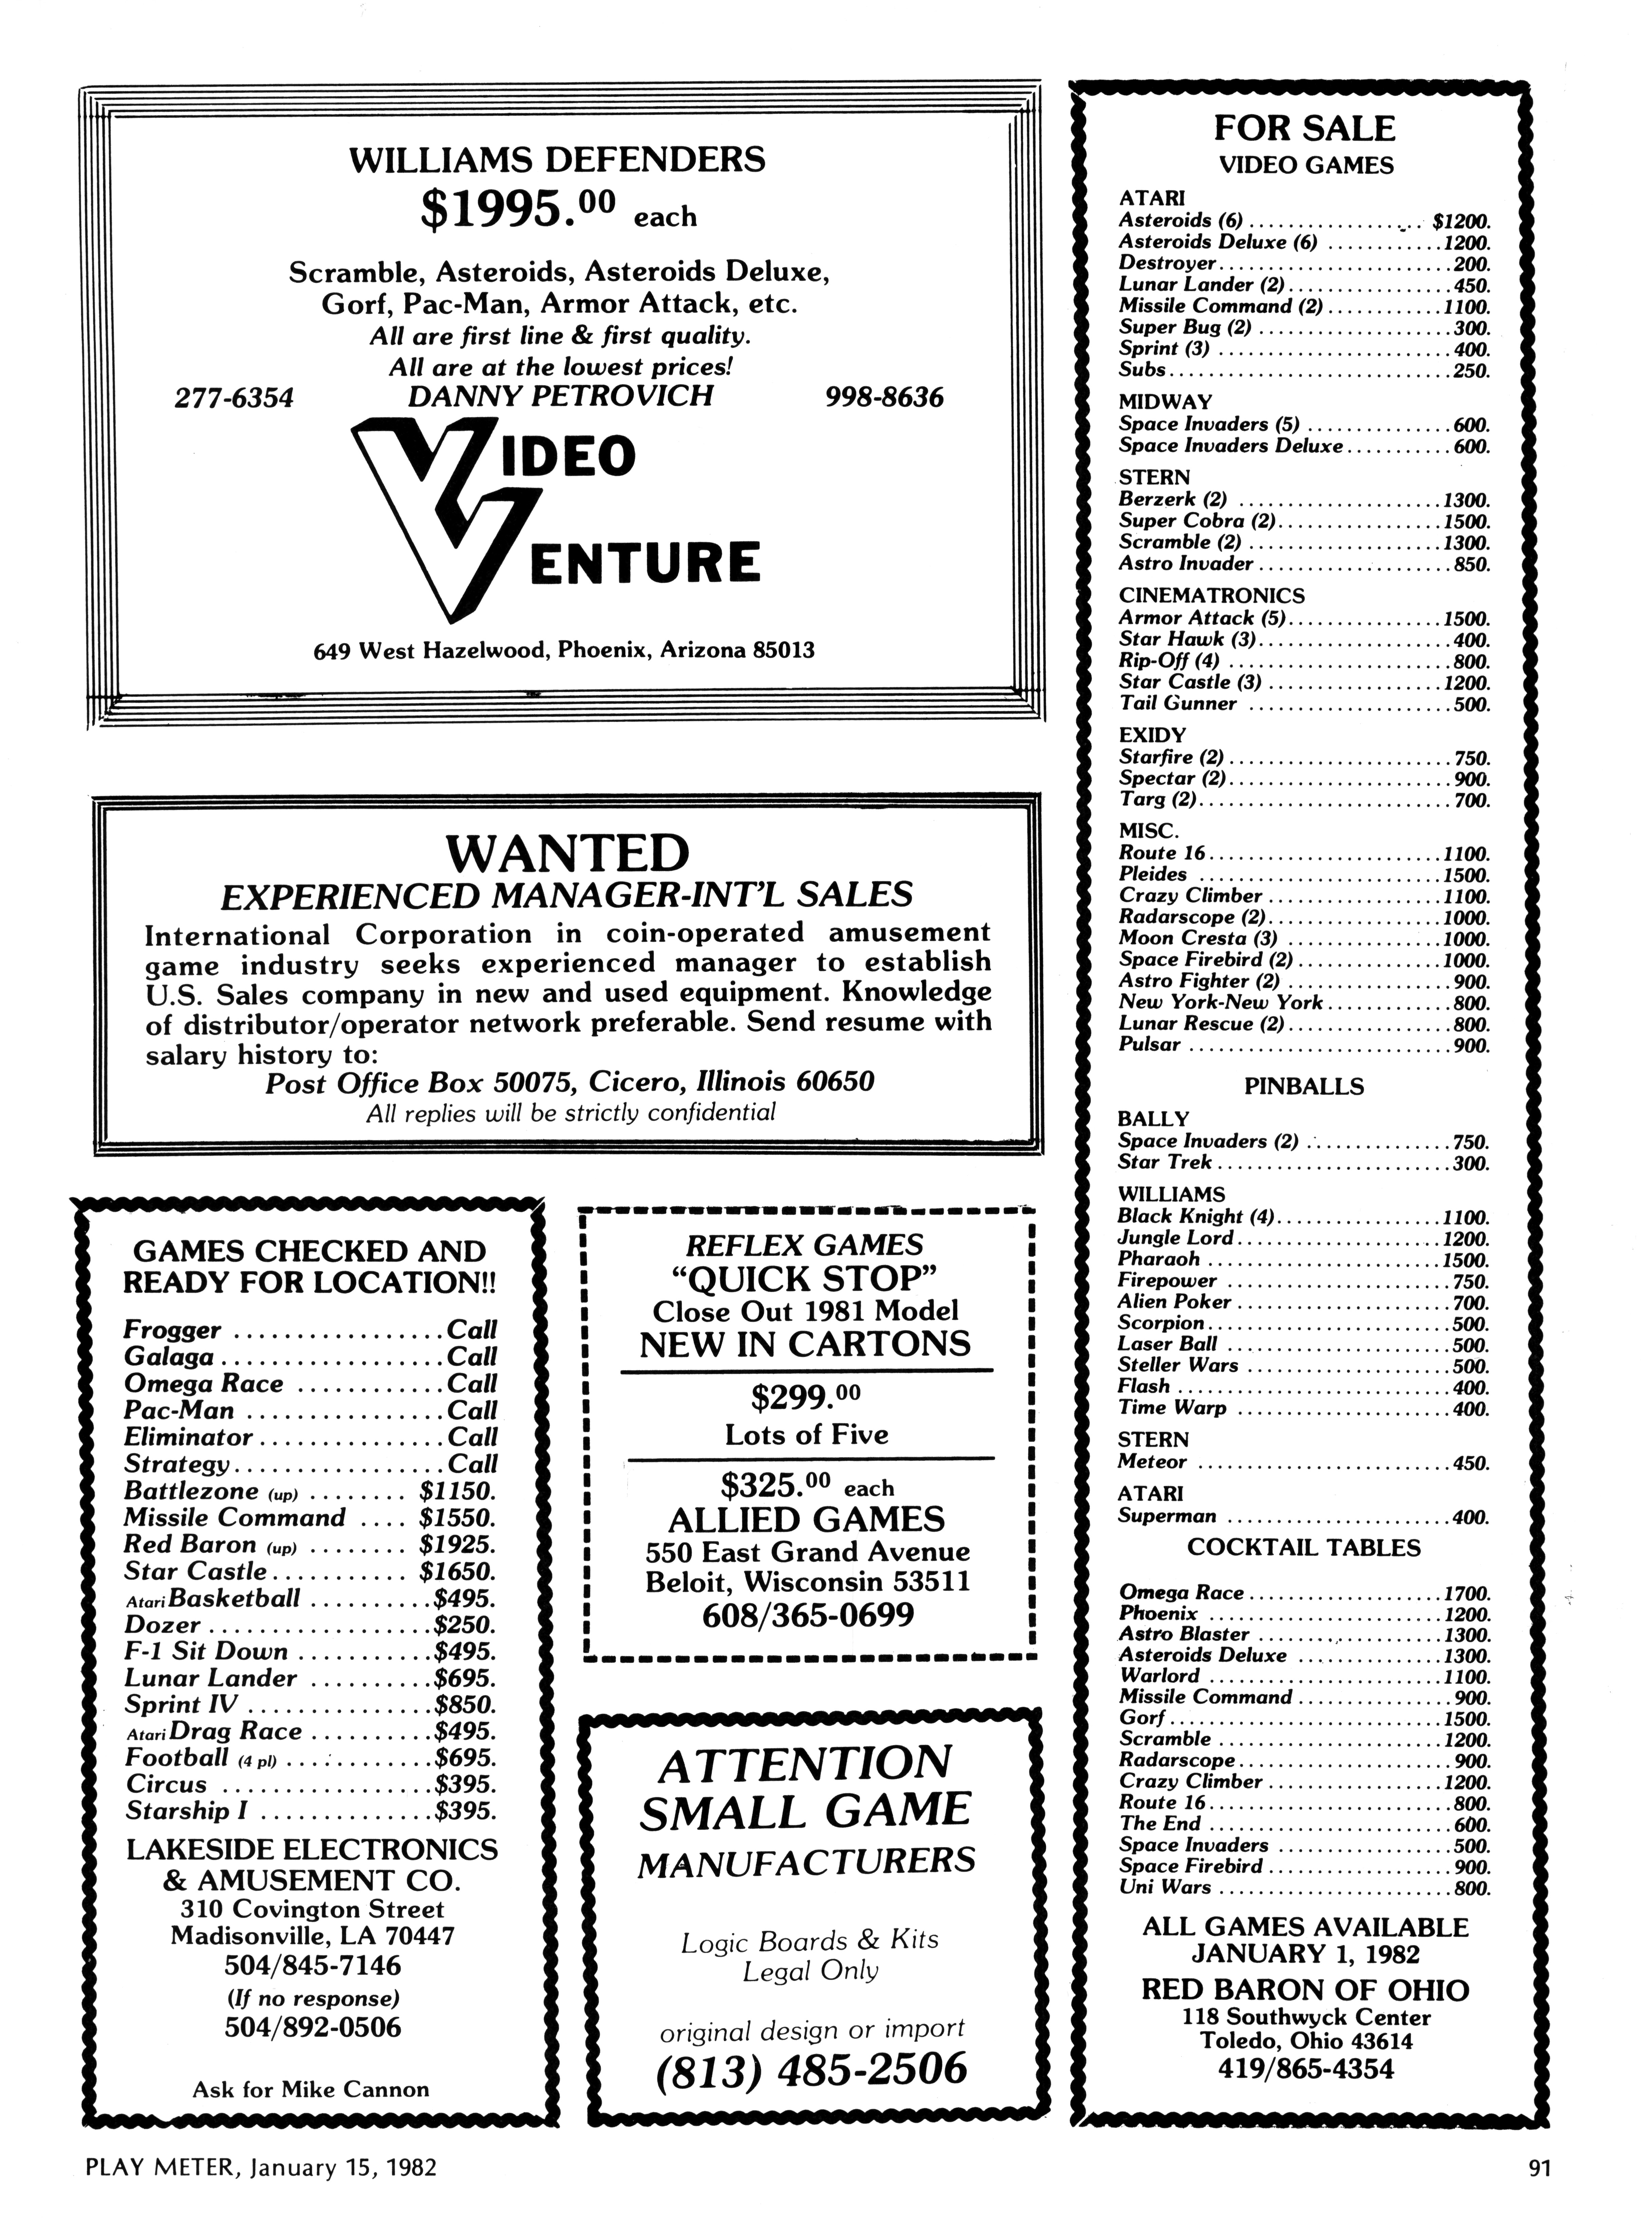 WILLIAMS DEFENDERS
$1995.00 each
Scramble, Asteroids, Asteroids Deluxe,
Gorf, Pac-Man, Armor Attack, etc.
All are first line & first quality.
All are at the lowest prices!
277-6354 DANNY PETROVICH 998-8636
VIDEO
VENTURE
649 West Hazelwood, Phoenix, Arizona 85013
WANTED
EXPERIENCED MANAGER-INT'L SALES
International Corporation in coin-operated amusement
game industry seeks experienced manager to establish
U.S. Sales company in new and used equipment. Knowledge
of distributor/operator network preferable. Send resume with
salary history to:
Post Office Box 50075, Cicero, Illinois 60650
All replies will be strictly confidential
GAMES CHECKED AND
READY FOR LOCATION!!
Frogger ................. Call
Galaga .................. Call
Omega Race ............ Call
Pac-Man ................ Call
Eliminator ............... Call
Strategy ................. Call
Battlezone (up) ........ $1150.
Missile Command .... $1550.
Red Baron (up) ........ $1925.
Star Castle ........... $1650.
Atari Basketball .......... $495.
Dozer .................. $250.
F-1 Sit Down ........... $495.
Lunar Lander .......... $695.
Sprint IV ............... $850.
Atari Drag Race .......... $495.
Football (4 pl) ............ $695.
Circus ................. $395.
Starship I .............. $395.
LAKESIDE ELECTRONICS
& AMUSEMENT CO.
310 Covington Street
Madisonville, LA 70447
504/845-7146
(If no response)
504/892-0506
Ask for Mike Cannon
REFLEX GAMES
“QUICK STOP”
Close Out 1981 Model
NEW IN CARTONS
$299.00
Lots of Five
$325.00 each
ALLIED GAMES
550 East Grand Avenue
Beloit, Wisconsin 53511
608/365-0699
ATTENTION
SMALL GAME
MANUFACTURERS
Logic Boards & Kits
Legal Only
original design or import
(813) 485-2506
FOR SALE
VIDEO GAMES
ATARI
Asteroids (6) .................. $1200.
Asteroids Deluxe (6) ............ 1200.
Destroyer ........................ 200.
Lunar Lander (2) ................. 450.
Missile Command (2) ............ 1100.
Super Bug (2) .................... 300.
Sprint (3) ........................ 400.
Subs ............................. 250.
MIDWAY
Space Invaders (5) ............... 600.
Space Invaders Deluxe ........... 600.
STERN
Berzerk (2) ..................... 1300.
Super Cobra (2) ................. 1500.
Scramble (2) .................... 1300.
Astro Invader .................... 850.
CINEMATRONICS
Armor Attack (5) ................ 1500.
Star Hawk (3) .................... 400.
Rip-Off (4) ....................... 800.
Star Castle (3) .................. 1200.
Tail Gunner ..................... 500.
EXIDY
Starfire (2) ....................... 750.
Spectar (2) ....................... 900.
Targ (2) .......................... 700.
MISC.
Route 16 ........................ 1100.
Pleides ......................... 1500.
Crazy Climber .................. 1100.
Radarscope (2) .................. 1000.
Moon Cresta (3) ................ 1000.
Space Firebird (2) ............... 1000.
Astro Fighter (2) ................. 900.
New York-New York ............. 800.
Lunar Rescue (2) ................. 800.
Pulsar ........................... 900.
PINBALLS
BALLY
Space Invaders (2) ............... 750.
Star Trek ........................ 300.
WILLIAMS
Black Knight (4) ................. 1100.
Jungle Lord ..................... 1200.
Pharaoh ........................ 1500.
Firepower ....................... 750.
Alien Poker ...................... 700.
Scorpion ......................... 500.
Laser Ball ....................... 500.
Steller Wars ..................... 500.
Flash ............................ 400.
Time Warp ...................... 400.
STERN
Meteor .......................... 450.
ATARI
Superman ....................... 400.
COCKTAIL TABLES
Omega Race .................... 1700.
Phoenix ........................ 1200.
Astro Blaster ................... 1300.
Asteroids Deluxe ............... 1300.
Warlord ........................ 1100.
Missile Command ................ 900.
Gorf ............................ 1500.
Scramble ....................... 1200.
Radarscope ...................... 900.
Crazy Climber .................. 1200.
Route 16 ......................... 800.
The End ......................... 600.
Space Invaders .................. 500.
Space Firebird ................... 900.
Uni Wars ........................ 800.
ALL GAMES AVAILABLE
JANUARY 1, 1982
RED BARON OF OHIO
118 Southwyck Center
Toledo, Ohio 43614
419/865-4354
PLAY METER, January 15, 1982 91